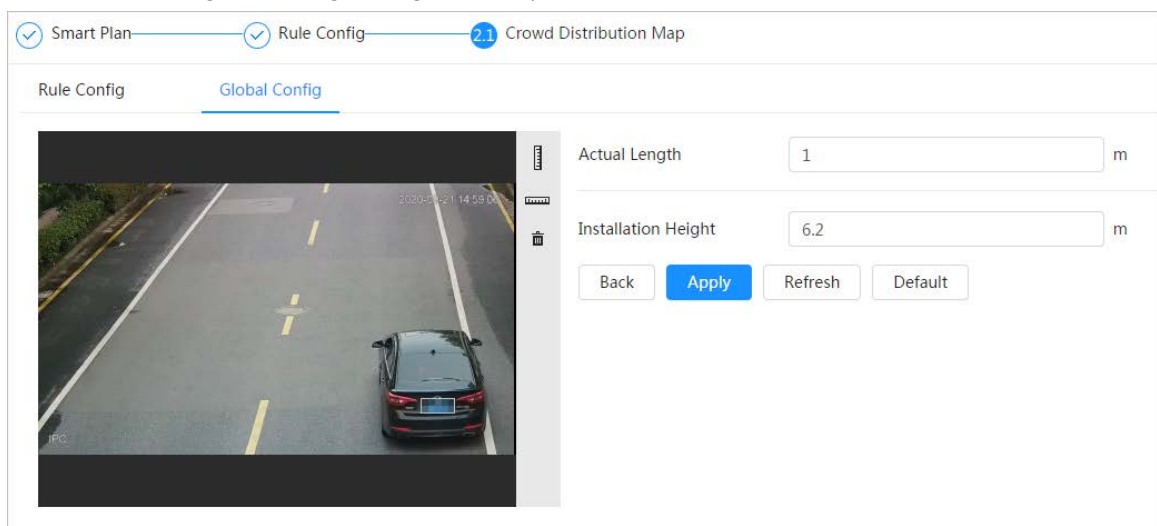 Smart Plan Rule Config 2.1 Crowd Distribution Map
Rule Config Global Config
Actual Length 1 m
Installation Height 6.2 m
Back Apply Refresh Default
IPC